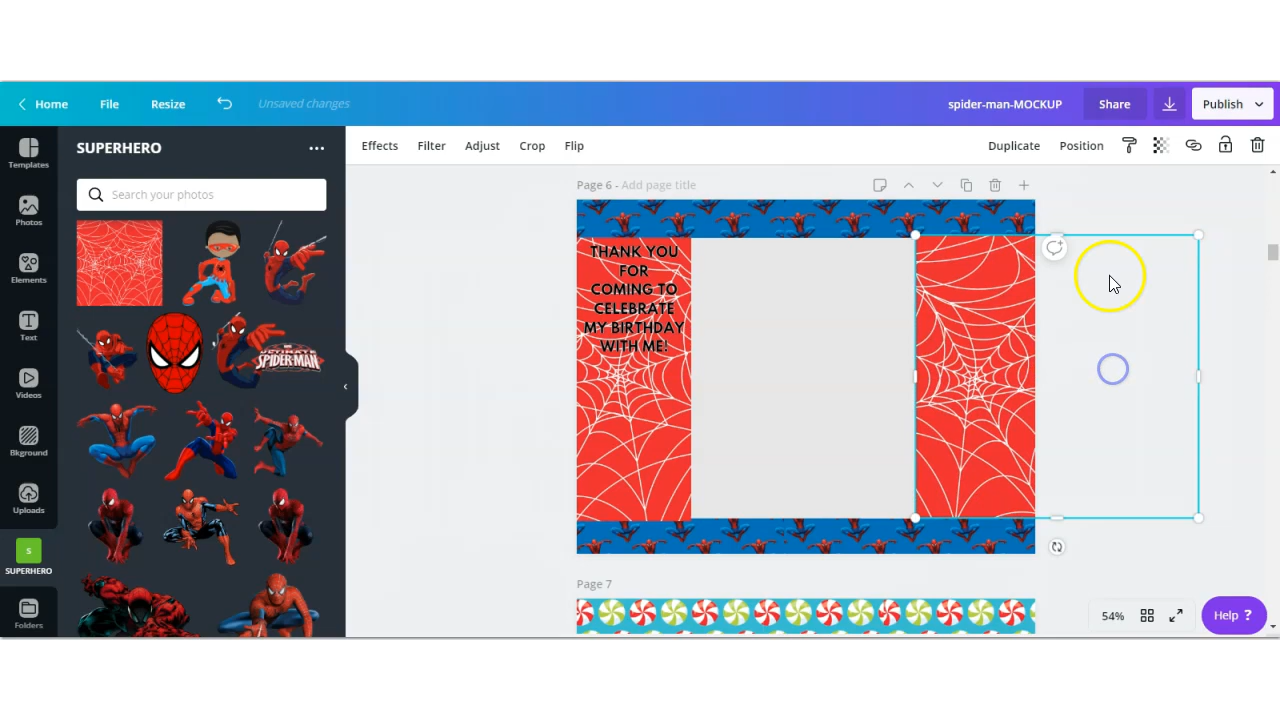 Home File Resize Unsaved changes spider-man-MOCKUP Share Publish
SUPERHERO
Effects Filter Adjust Crop Flip Duplicate Position
Search your photos
Templates
Photos
Elements
Text
Videos
Bkground
Uploads
S
SUPERHERO
Folders
ULTIMATE
SPIDER-MAN
Page 6 - Add page title
THANK YOU
FOR
COMING TO
CELEBRATE
MY BIRTHDAY
WITH ME!
Page 7
54%
Help ?